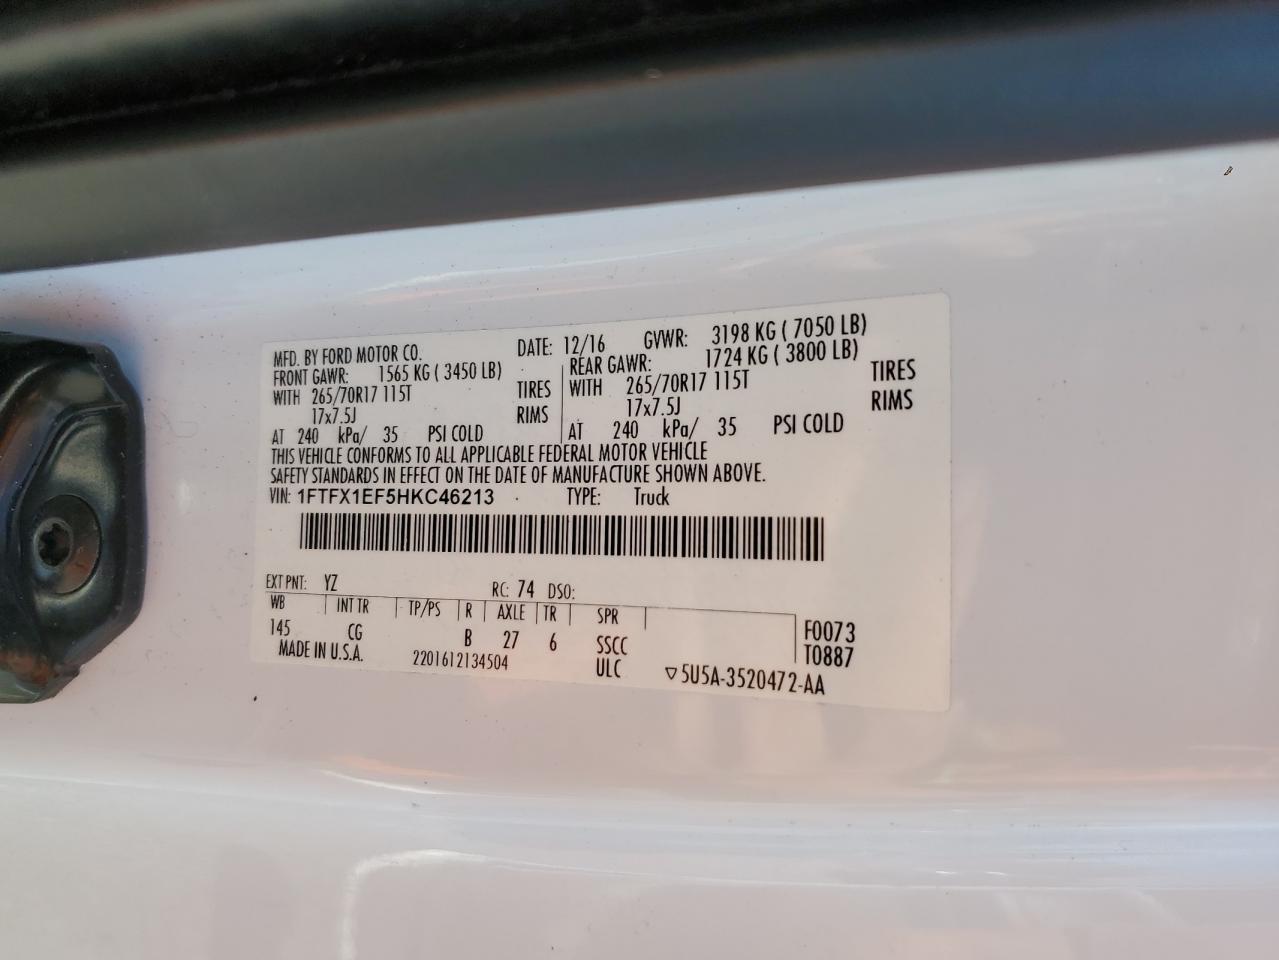 MFD. BY FORD MOTOR CO. DATE: 12/16 GVWR: 3198 KG ( 7050 LB)
FRONT GAWR: 1565 KG ( 3450 LB) REAR GAWR: 1724 KG ( 3800 LB)
WITH 265/70R17 115T TIRES WITH 265/70R17 115T TIRES
17x7.5J RIMS 17x7.5J RIMS
AT 240 kPa/ 35 PSI COLD AT 240 kPa/ 35 PSI COLD
THIS VEHICLE CONFORMS TO ALL APPLICABLE FEDERAL MOTOR VEHICLE
SAFETY STANDARDS IN EFFECT ON THE DATE OF MANUFACTURE SHOWN ABOVE.
VIN: 1FTFX1EF5HKC46213 TYPE: Truck
EXT PNT: YZ RC: 74 DSO:
WB INT TR TP/PS R AXLE TR SPR
145 CG B 27 6 SSCC F0073
MADE IN U.S.A. 2201612134504 ULC T0887
▽5U5A-3520472-AA